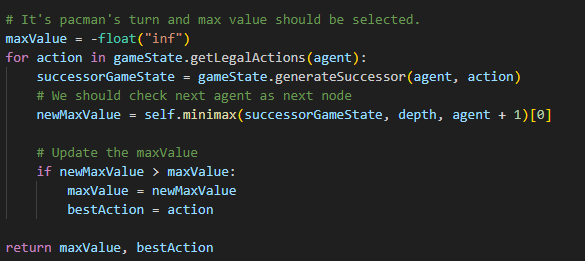 # It's pacman's turn and max value should be selected.
maxValue = -float("inf")
for action in gameState.getLegalActions(agent):
    successorGameState = gameState.generateSuccessor(agent, action)
    # We should check next agent as next node
    newMaxValue = self.minimax(successorGameState, depth, agent + 1)[0]

    # Update the maxValue
    if newMaxValue > maxValue:
        maxValue = newMaxValue
        bestAction = action

return maxValue, bestAction